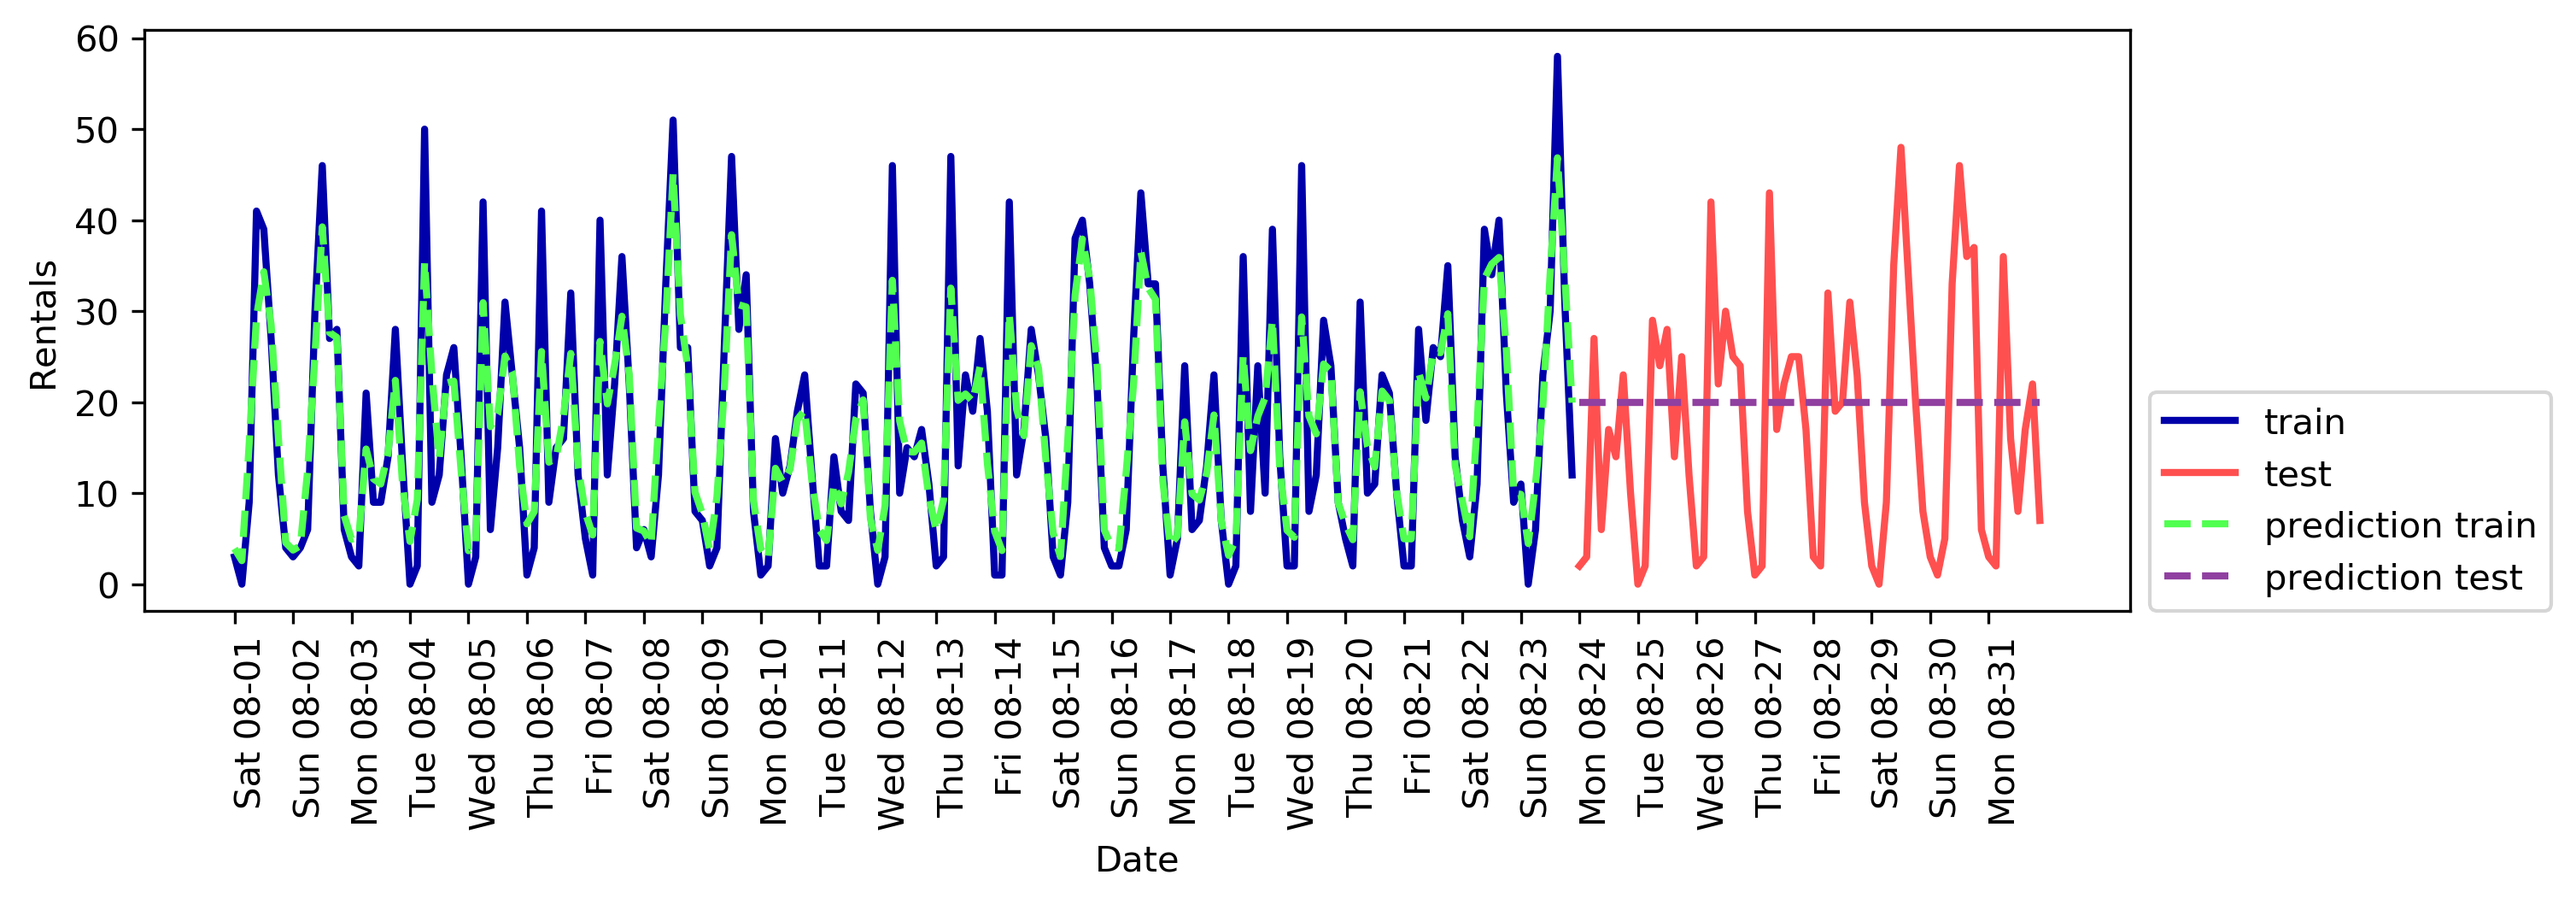 60
50
40
30
20
10
0
Rentals
Sat 08-01
Sun 08-02
Mon 08-03
Tue 08-04
Wed 08-05
Thu 08-06
Fri 08-07
Sat 08-08
Sun 08-09
Mon 08-10
Tue 08-11
Wed 08-12
Thu 08-13
Fri 08-14
Sat 08-15
Sun 08-16
Mon 08-17
Tue 08-18
Wed 08-19
Thu 08-20
Fri 08-21
Sat 08-22
Sun 08-23
Mon 08-24
Tue 08-25
Wed 08-26
Thu 08-27
Fri 08-28
Sat 08-29
Sun 08-30
Mon 08-31
Date
train
test
prediction train
prediction test